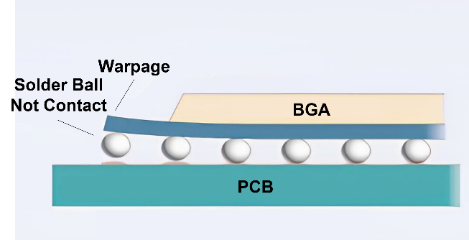 Warpage
Solder Ball
Not Contact
BGA
PCB